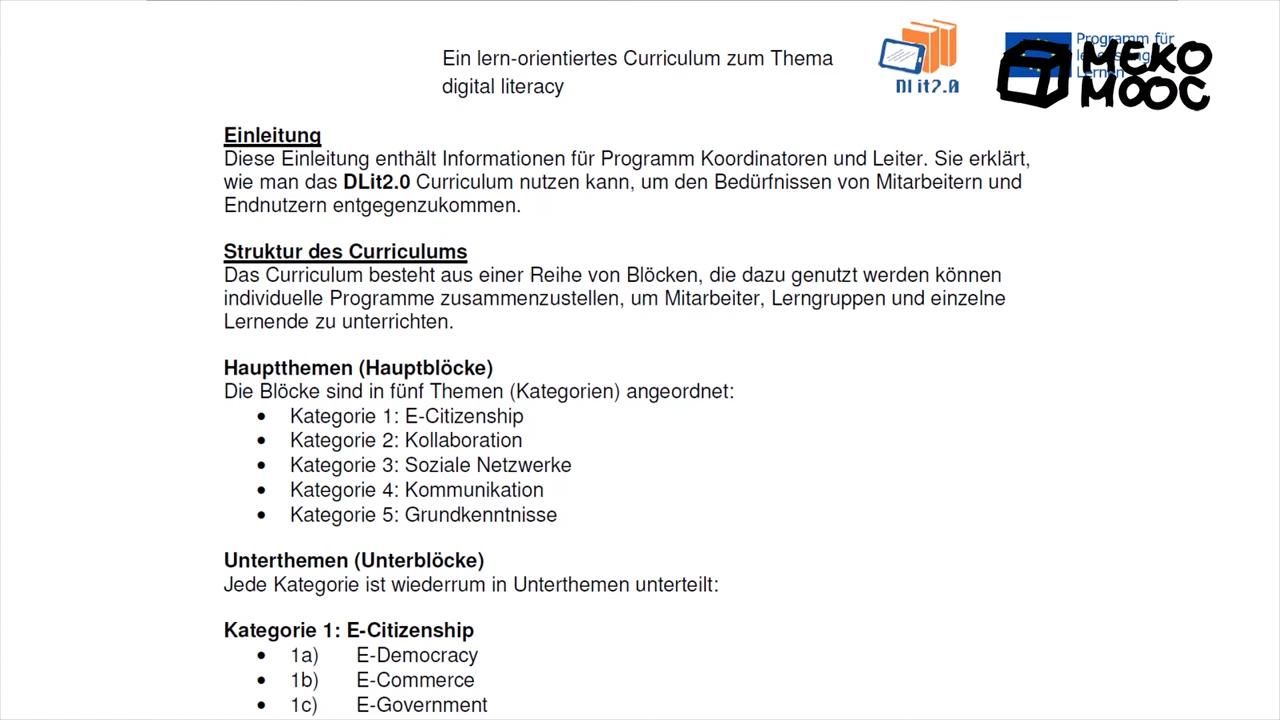 Ein lern-orientiertes Curriculum zum Thema
digital literacy
DLit2.0
Programm für
MEKO
MOOC
Lernen
Einleitung
Diese Einleitung enthält Informationen für Programm Koordinatoren und Leiter. Sie erklärt,
wie man das DLit2.0 Curriculum nutzen kann, um den Bedürfnissen von Mitarbeitern und
Endnutzern entgegenzukommen.
Struktur des Curriculums
Das Curriculum besteht aus einer Reihe von Blöcken, die dazu genutzt werden können
individuelle Programme zusammenzustellen, um Mitarbeiter, Lerngruppen und einzelne
Lernende zu unterrichten.
Hauptthemen (Hauptblöcke)
Die Blöcke sind in fünf Themen (Kategorien) angeordnet:
• Kategorie 1: E-Citizenship
• Kategorie 2: Kollaboration
• Kategorie 3: Soziale Netzwerke
• Kategorie 4: Kommunikation
• Kategorie 5: Grundkenntnisse
Unterthemen (Unterblöcke)
Jede Kategorie ist wiederrum in Unterthemen unterteilt:
Kategorie 1: E-Citizenship
• 1a) E-Democracy
• 1b) E-Commerce
• 1c) E-Government